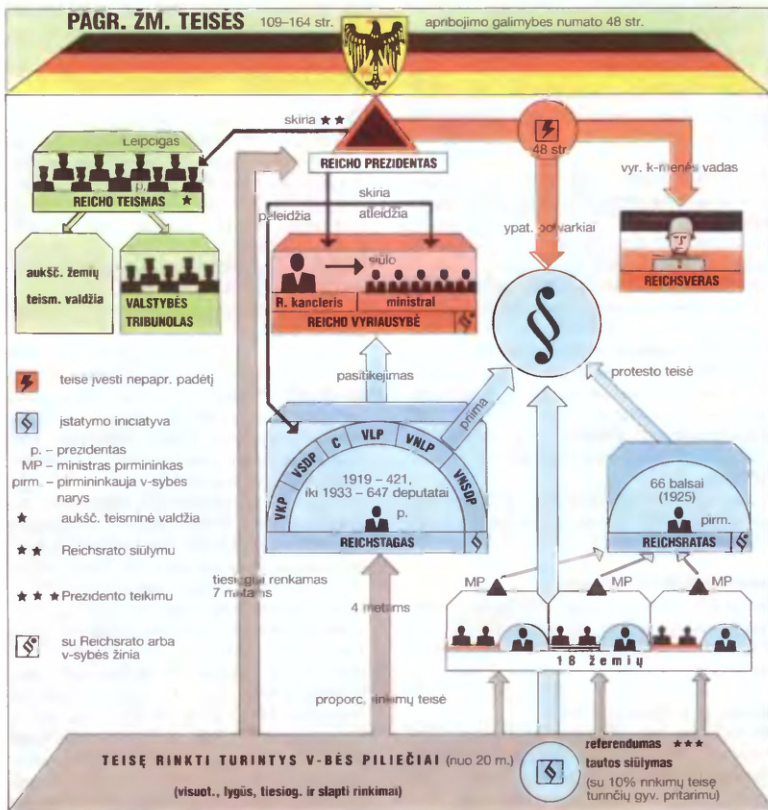 PAGR. ŽM. TEISĖS 109–164 str. apribojimo galimybes numato 48 str.
skiria ★★
Leipcigas
p.
REICHO TEISMAS ★
REICHO PREZIDENTAS
48 str.
vyr. k-menės vadas
skiria
paleidžia
atleidžia
ypat. potvarkiai
aukšč. žemių
teism. valdžia
VALSTYBĖS
TRIBUNOLAS
siūlo
R. kancleris
ministrai
REICHO VYRIAUSYBĖ
REICHSVERAS
§
teisė įvesti nepapr. padėtį
§ įstatymo iniciatyva
p. – prezidentas
MP – ministras pirmininkas
pirm. – pirmininkauja v-sybes
narys
★ aukšč. teisminė valdžia
★★ Reichsrato siūlymu
★★★ Prezidento teikimu
§ su Reichsrato arba
v-sybės žinia
pasitikėjimas
priima
protesto teisė
VKP
VSDP
C
VLP
VNLP
VNSDP
1919 – 421,
iki 1933 – 647 deputatai
p.
REICHSTAGAS §
66 balsai
(1925)
pirm.
REICHSRATAS §
tiesiogiai renkamas
7 metams
4 metams
MP
MP
MP
18 žemių
proporc. rinkimų teisė
TEISĘ RINKTI TURINTYS V-BĖS PILIEČIAI (nuo 20 m.)
(visuot., lygūs, tiesiog. ir slapti rinkimai)
§
referendumas ★★★
tautos siūlymas
(su 10% rinkimų teisę
turinčių gyv. pritarimu)